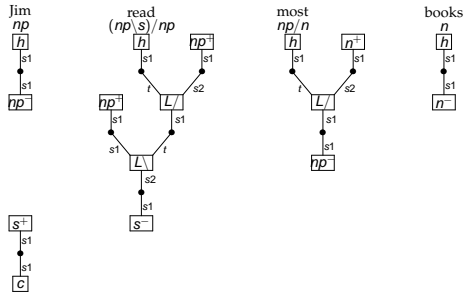 Jim read most books
np (np\s)/np np/n n
h h np+ h n+ h
s1 s1 s1 s1 s1 s1
s1 t s2 t s2 s1
np− np+ L/ L/ n−
s1 s1 s1
s1 t
L\ np−
s2
s+ s−
s1
s1
c